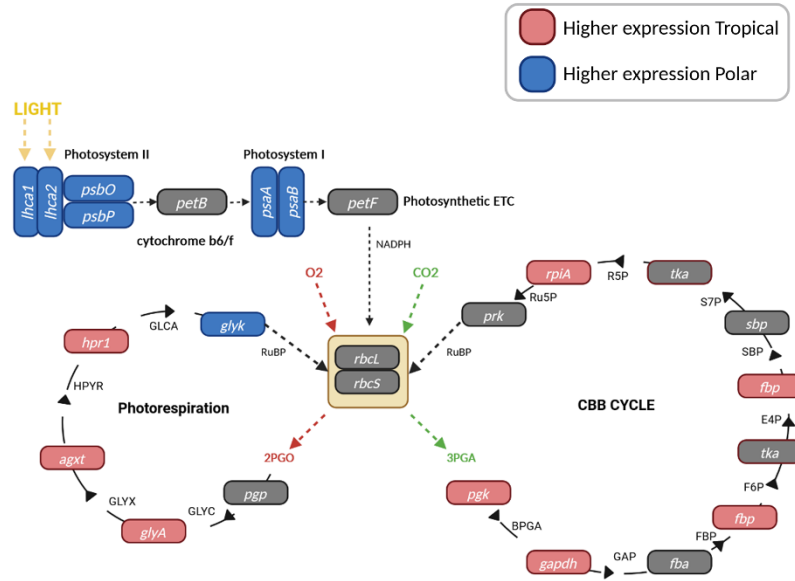 Higher expression Tropical
Higher expression Polar
LIGHT
Photosystem II
Photosystem I
lhca1
lhca2
psbO
psbP
petB
psaA
psaB
petF
Photosynthetic ETC
cytochrome b6/f
NADPH
O2
CO2
rpiA
R5P
tka
Ru5P
S7P
prk
sbp
GLCA
glyk
hpr1
RuBP
RuBP
rbcL
rbcS
SBP
HPYR
fbp
Photorespiration
CBB CYCLE
E4P
agxt
2PGO
3PGA
tka
GLYX
pgp
pgk
F6P
GLYC
glyA
BPGA
fbp
FBP
gapdh
GAP
fba